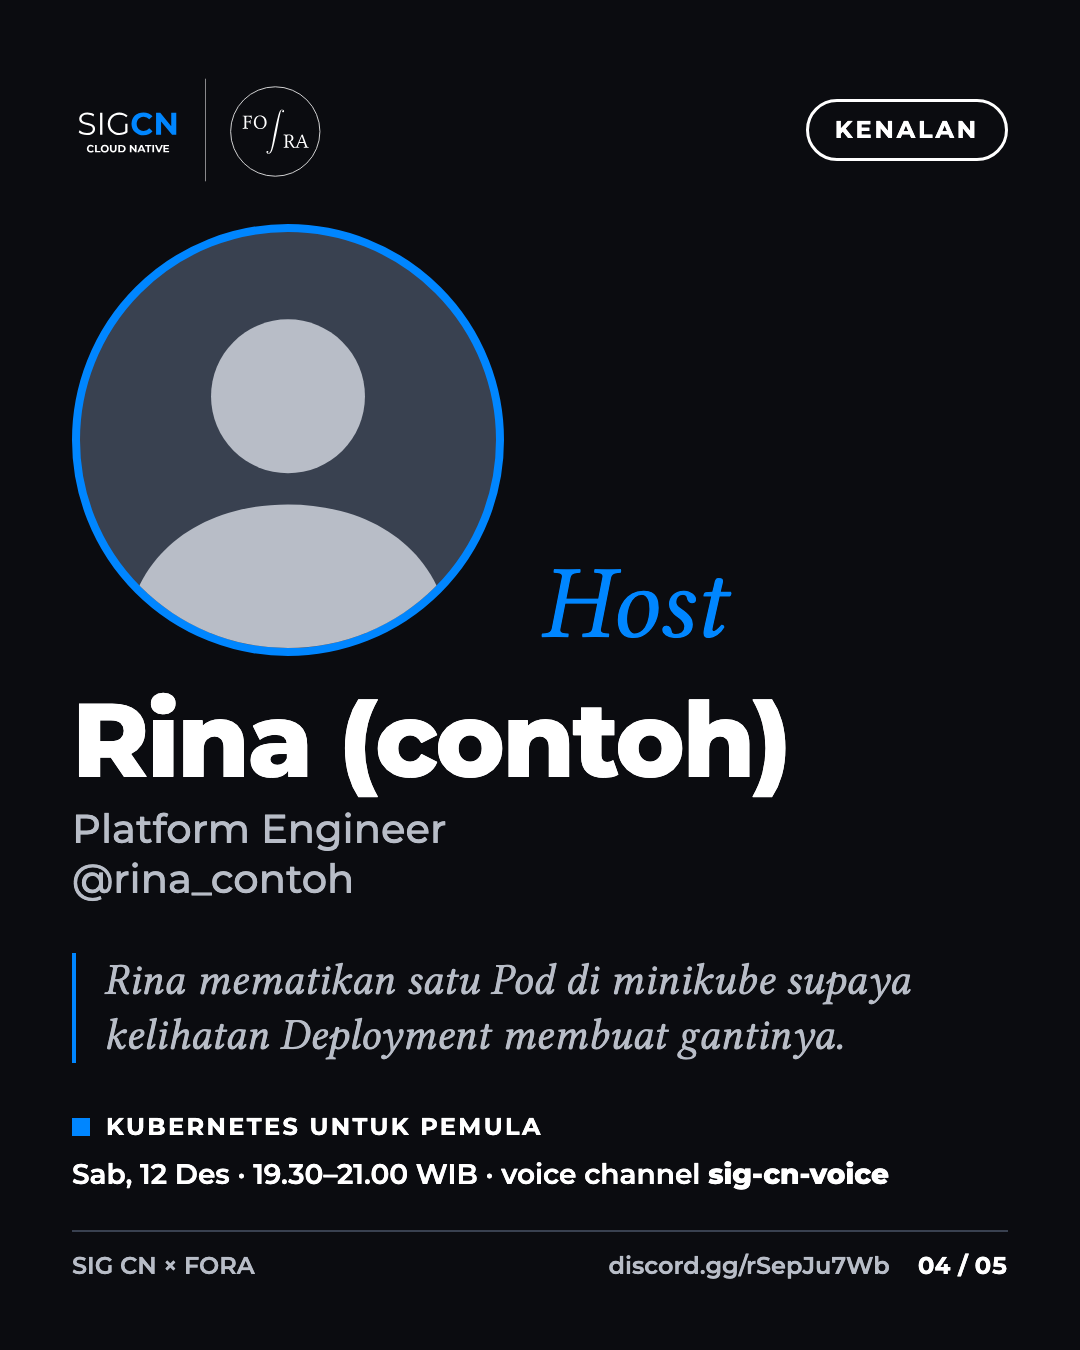 SIGCN
CLOUD NATIVE
FO
RA
KENALAN
Host
Rina (contoh)
Platform Engineer
@rina_contoh
Rina mematikan satu Pod di minikube supaya
kelihatan Deployment membuat gantinya.
KUBERNETES UNTUK PEMULA
Sab, 12 Des · 19.30–21.00 WIB · voice channel sig-cn-voice
SIG CN × FORA
discord.gg/rSepJu7Wb
04 / 05